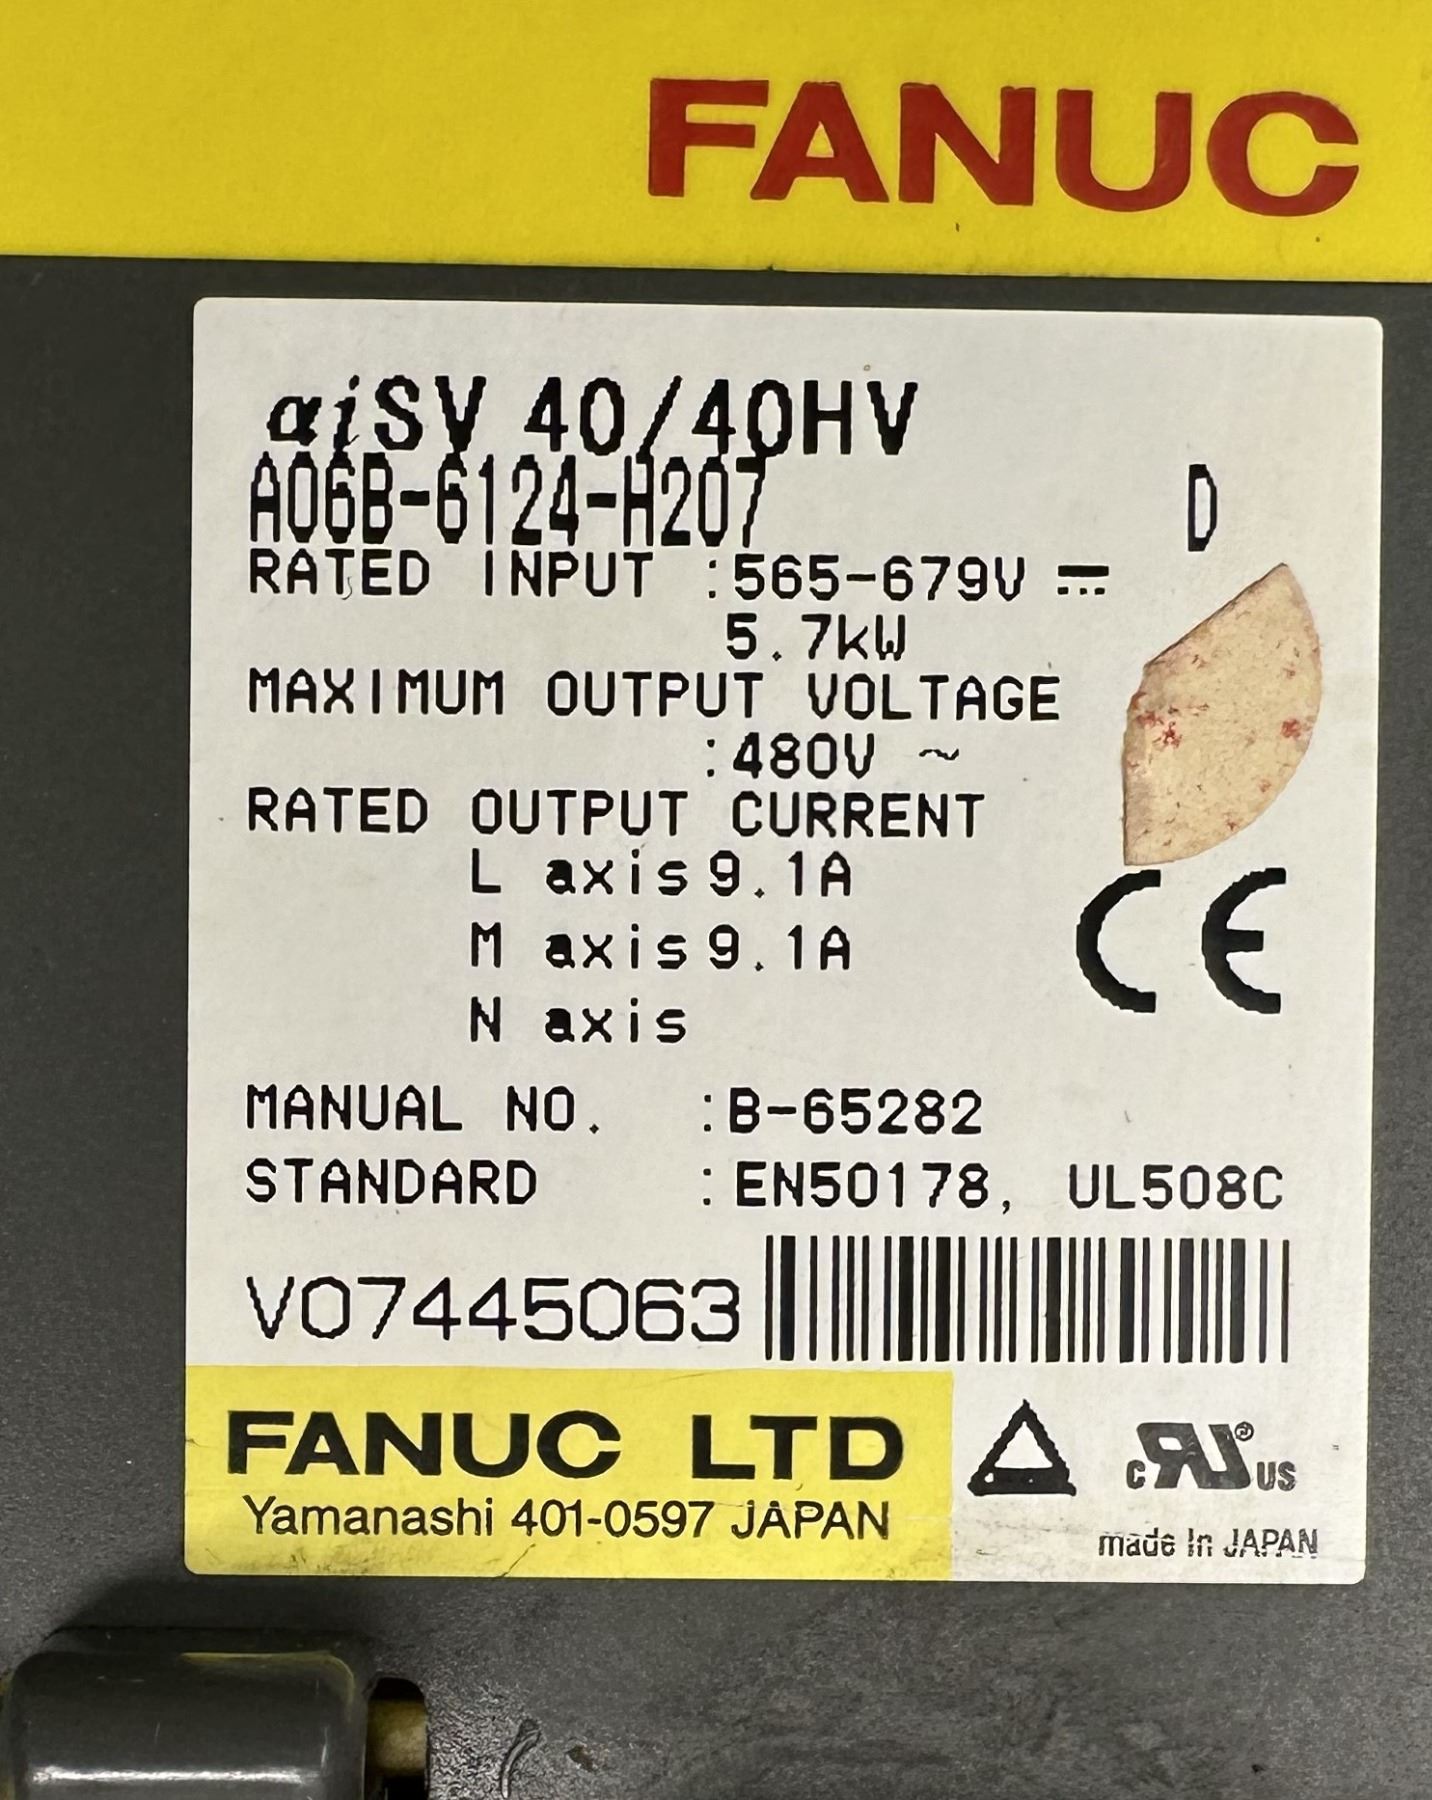 FANUC
αiSV 40/40HV
A06B-6124-H207 D
RATED INPUT :565-679V ⎓
5.7kW
MAXIMUM OUTPUT VOLTAGE
:480V ~
RATED OUTPUT CURRENT
L axis 9.1A
M axis 9.1A
N axis
CE
MANUAL NO. :B-65282
STANDARD :EN50178, UL508C
V07445063
FANUC LTD
Yamanashi 401-0597 JAPAN
c RU ® US
made in JAPAN